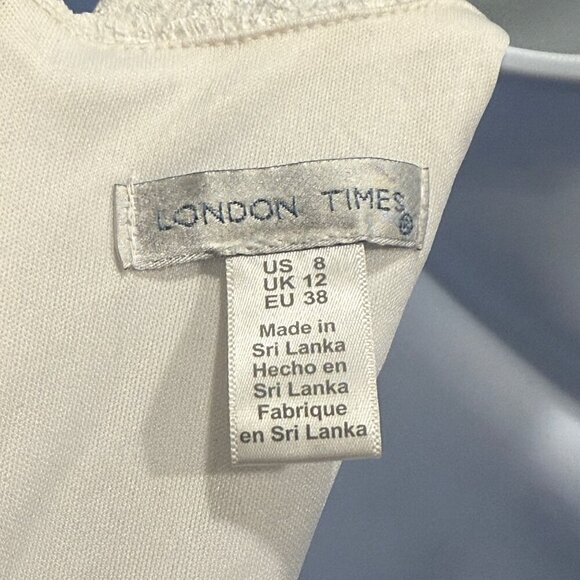 LONDON TIMES®
US 8
UK 12
EU 38
Made in
Sri Lanka
Hecho en
Sri Lanka
Fabrique
en Sri Lanka